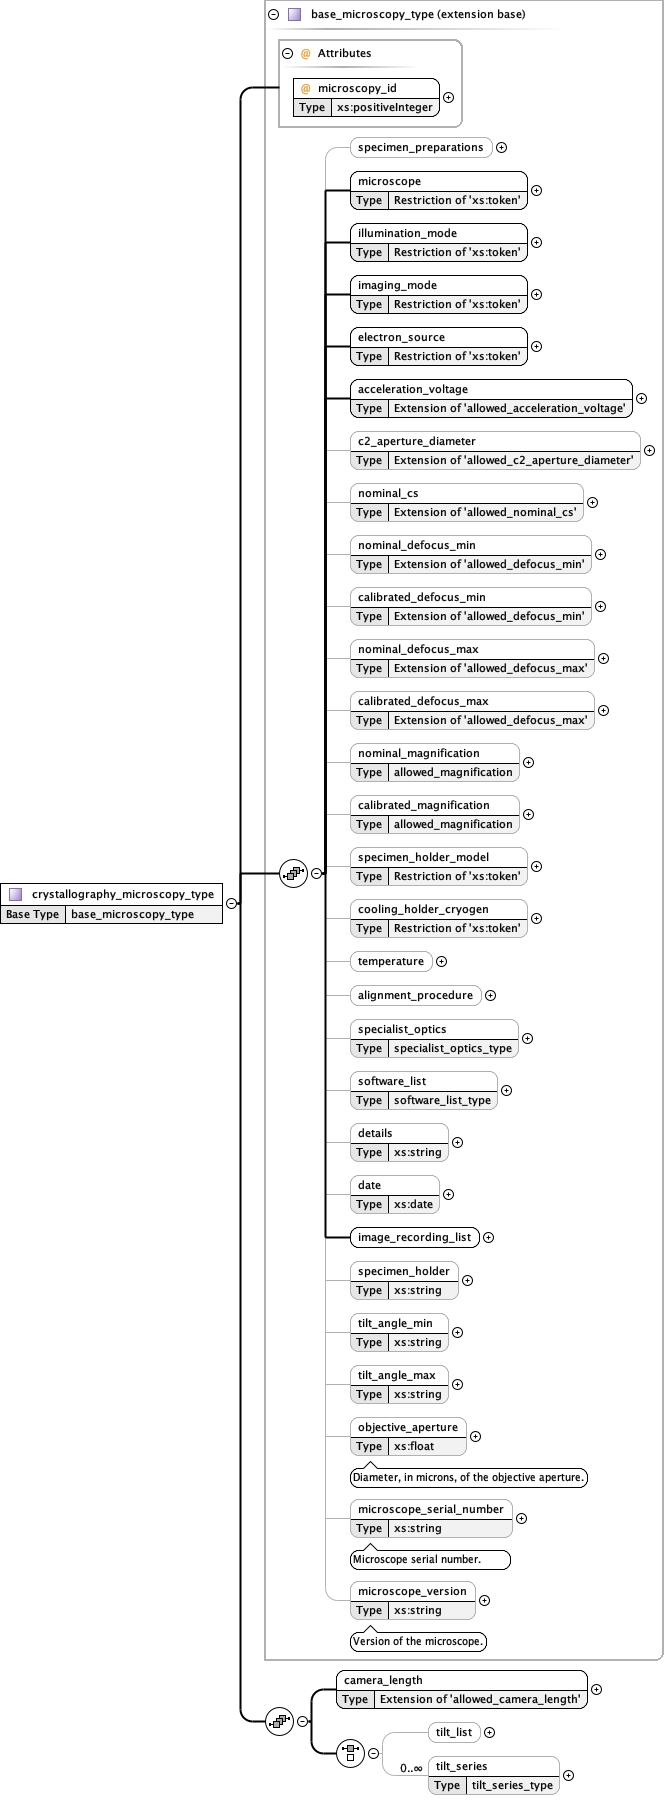 base_microscopy_type (extension base)
@ Attributes
@ microscopy_id
Type xs:positiveInteger
specimen_preparations
microscope
Type Restriction of 'xs:token'
illumination_mode
Type Restriction of 'xs:token'
imaging_mode
Type Restriction of 'xs:token'
electron_source
Type Restriction of 'xs:token'
acceleration_voltage
Type Extension of 'allowed_acceleration_voltage'
c2_aperture_diameter
Type Extension of 'allowed_c2_aperture_diameter'
nominal_cs
Type Extension of 'allowed_nominal_cs'
nominal_defocus_min
Type Extension of 'allowed_defocus_min'
calibrated_defocus_min
Type Extension of 'allowed_defocus_min'
nominal_defocus_max
Type Extension of 'allowed_defocus_max'
calibrated_defocus_max
Type Extension of 'allowed_defocus_max'
nominal_magnification
Type allowed_magnification
calibrated_magnification
Type allowed_magnification
specimen_holder_model
Type Restriction of 'xs:token'
crystallography_microscopy_type
Base Type base_microscopy_type
cooling_holder_cryogen
Type Restriction of 'xs:token'
temperature
alignment_procedure
specialist_optics
Type specialist_optics_type
software_list
Type software_list_type
details
Type xs:string
date
Type xs:date
image_recording_list
specimen_holder
Type xs:string
tilt_angle_min
Type xs:string
tilt_angle_max
Type xs:string
objective_aperture
Type xs:float
Diameter, in microns, of the objective aperture.
microscope_serial_number
Type xs:string
Microscope serial number.
microscope_version
Type xs:string
Version of the microscope.
camera_length
Type Extension of 'allowed_camera_length'
tilt_list
0..∞
tilt_series
Type tilt_series_type